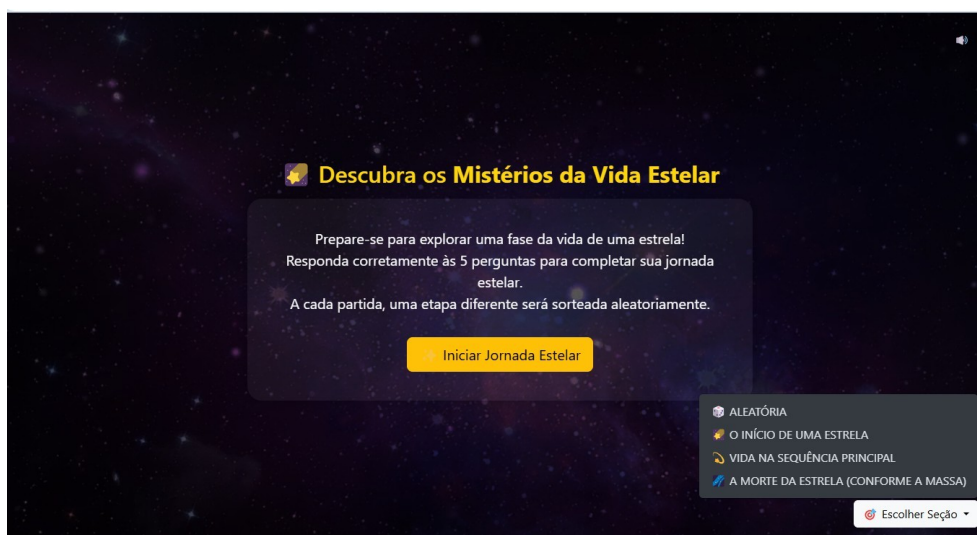 Descubra os Mistérios da Vida Estelar
Prepare-se para explorar uma fase da vida de uma estrela!
Responda corretamente às 5 perguntas para completar sua jornada
estelar.
A cada partida, uma etapa diferente será sorteada aleatoriamente.
Iniciar Jornada Estelar
ALEATÓRIA
O INÍCIO DE UMA ESTRELA
VIDA NA SEQUÊNCIA PRINCIPAL
A MORTE DA ESTRELA (CONFORME A MASSA)
Escolher Seção